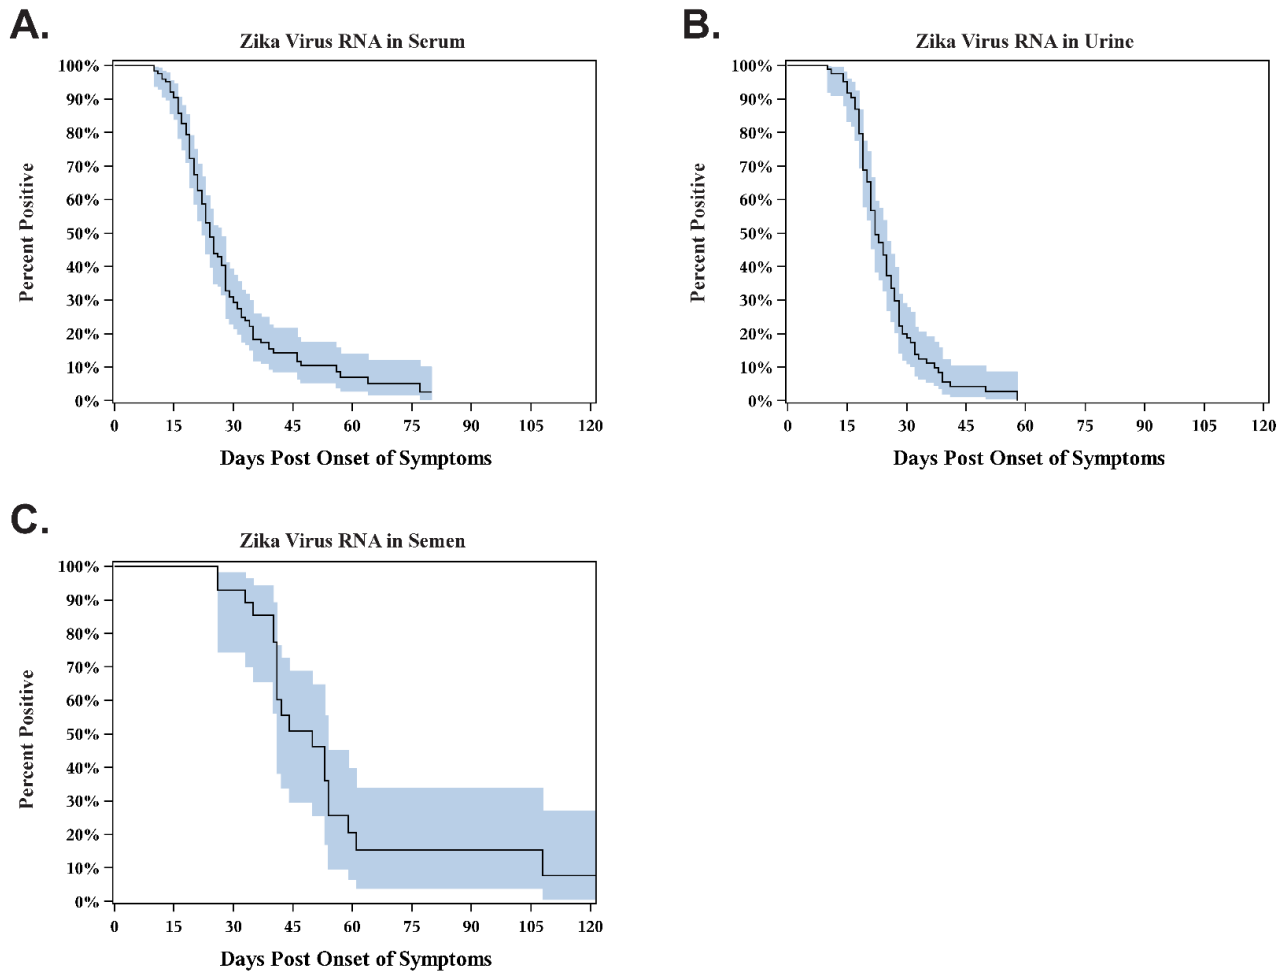 A.
Zika Virus RNA in Serum
100%
90%
80%
70%
60%
50%
40%
30%
20%
10%
0%
Percent Positive
0 15 30 45 60 75 90 105 120
Days Post Onset of Symptoms
B.
Zika Virus RNA in Urine
100%
90%
80%
70%
60%
50%
40%
30%
20%
10%
0%
Percent Positive
0 15 30 45 60 75 90 105 120
Days Post Onset of Symptoms
C.
Zika Virus RNA in Semen
100%
90%
80%
70%
60%
50%
40%
30%
20%
10%
0%
Percent Positive
0 15 30 45 60 75 90 105 120
Days Post Onset of Symptoms